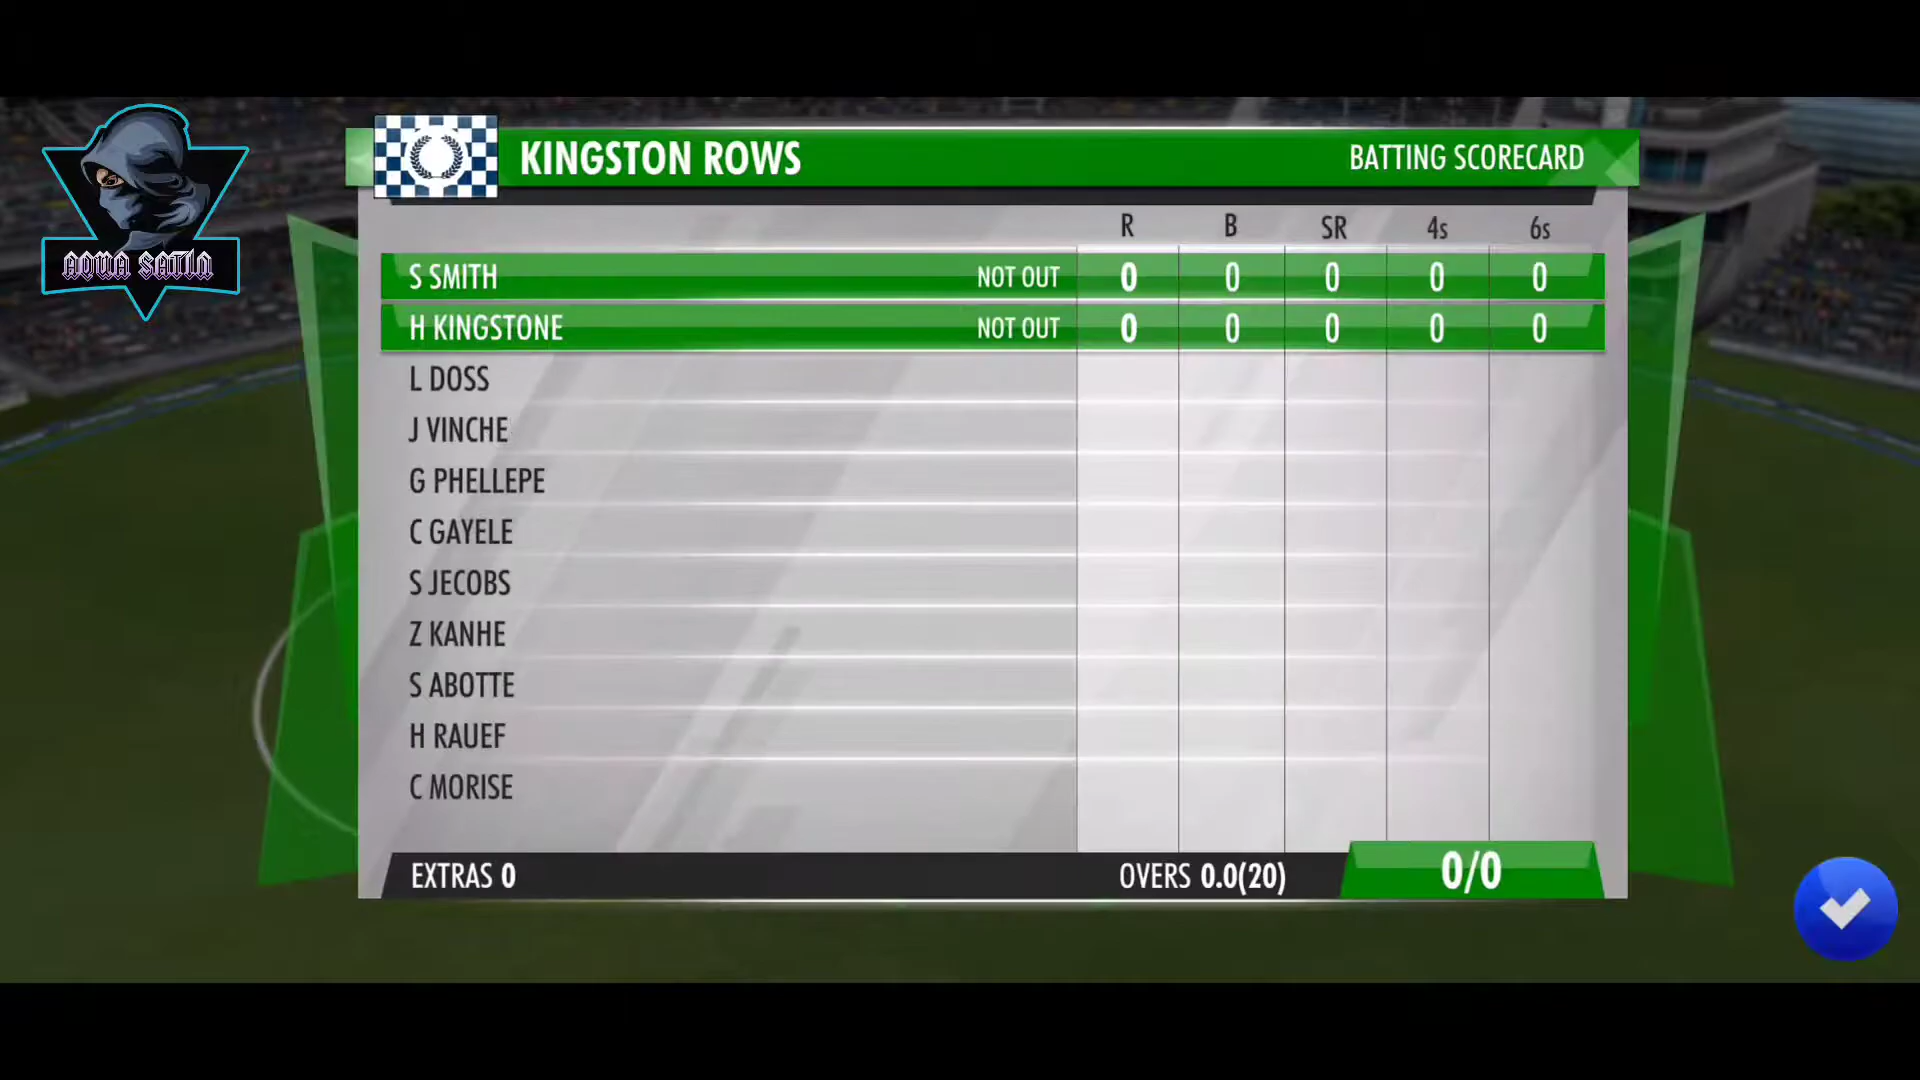 AQUA SATIN
KINGSTON ROWS BATTING SCORECARD
R B SR 4s 6s
S SMITH NOT OUT 0 0 0 0 0
H KINGSTONE NOT OUT 0 0 0 0 0
L DOSS
J VINCHE
G PHELLEPE
C GAYELE
S JECOBS
Z KANHE
S ABOTTE
H RAUEF
C MORISE
EXTRAS 0 OVERS 0.0(20) 0/0